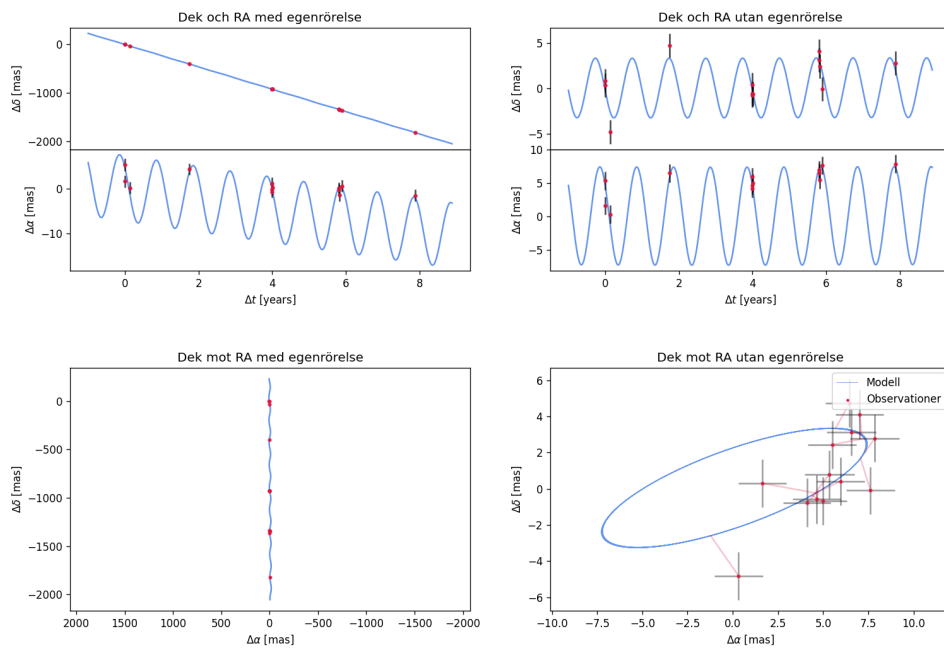 Dek och RA med egenrörelse
0
−1000
−2000
Δδ [mas]
0
−10
Δα [mas]
0 2 4 6 8
Δt [years]
Dek och RA utan egenrörelse
5
0
−5
Δδ [mas]
10
5
0
−5
Δα [mas]
0 2 4 6 8
Δt [years]
Dek mot RA med egenrörelse
0
−500
−1000
−1500
−2000
Δδ [mas]
2000 1500 1000 500 0 −500 −1000 −1500 −2000
Δα [mas]
Dek mot RA utan egenrörelse
Modell
Observationer
6
4
2
0
−2
−4
−6
Δδ [mas]
−10.0 −7.5 −5.0 −2.5 0.0 2.5 5.0 7.5 10.0
Δα [mas]